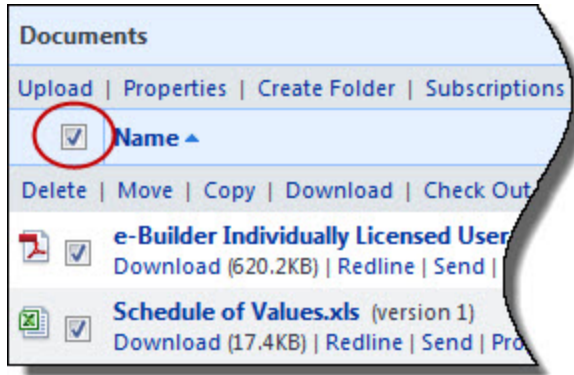 Documents
Upload | Properties | Create Folder | Subscriptions
Name
Delete | Move | Copy | Download | Check Out
e-Builder Individually Licensed User
Download (620.2KB) | Redline | Send |
Schedule of Values.xls (version 1)
Download (17.4KB) | Redline | Send | Pro